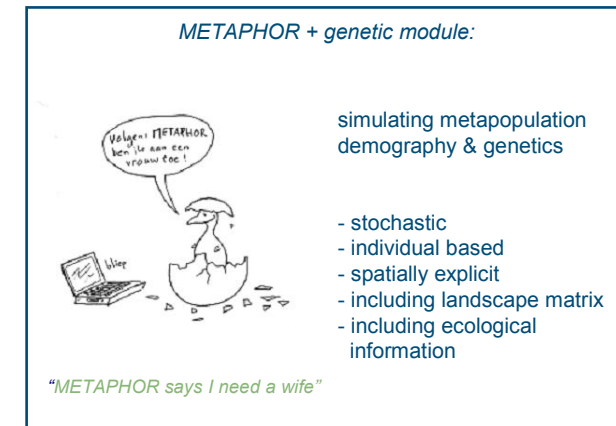 METAPHOR + genetic module:
Volgens METAPHOR
ben ik aan een
vrouw toe!
bliep
simulating metapopulation
demography & genetics
- stochastic
- individual based
- spatially explicit
- including landscape matrix
- including ecological
information
“METAPHOR says I need a wife”